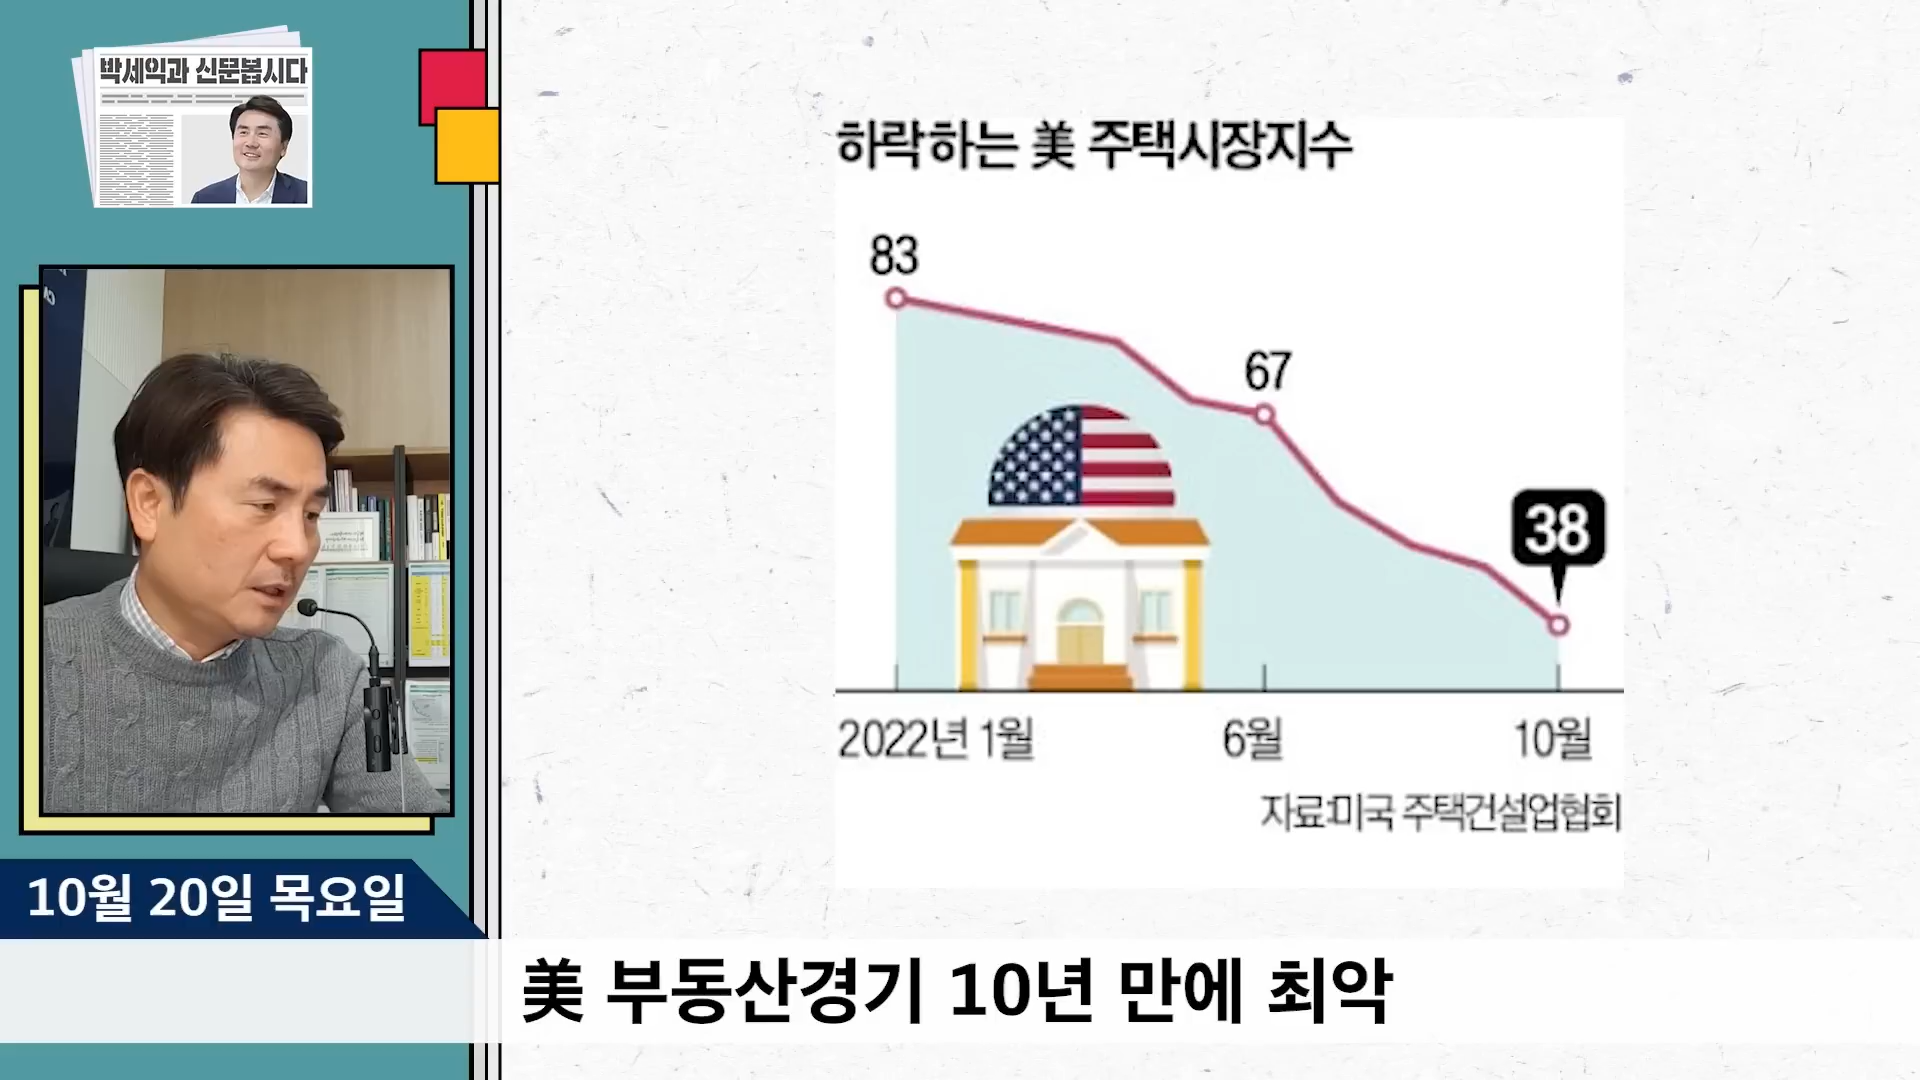 박세익과 신문봅시다
하락하는 美 주택시장지수
83
67
38
2022년 1월
6월
10월
자료:미국 주택건설업협회
10월 20일 목요일
美 부동산경기 10년 만에 최악